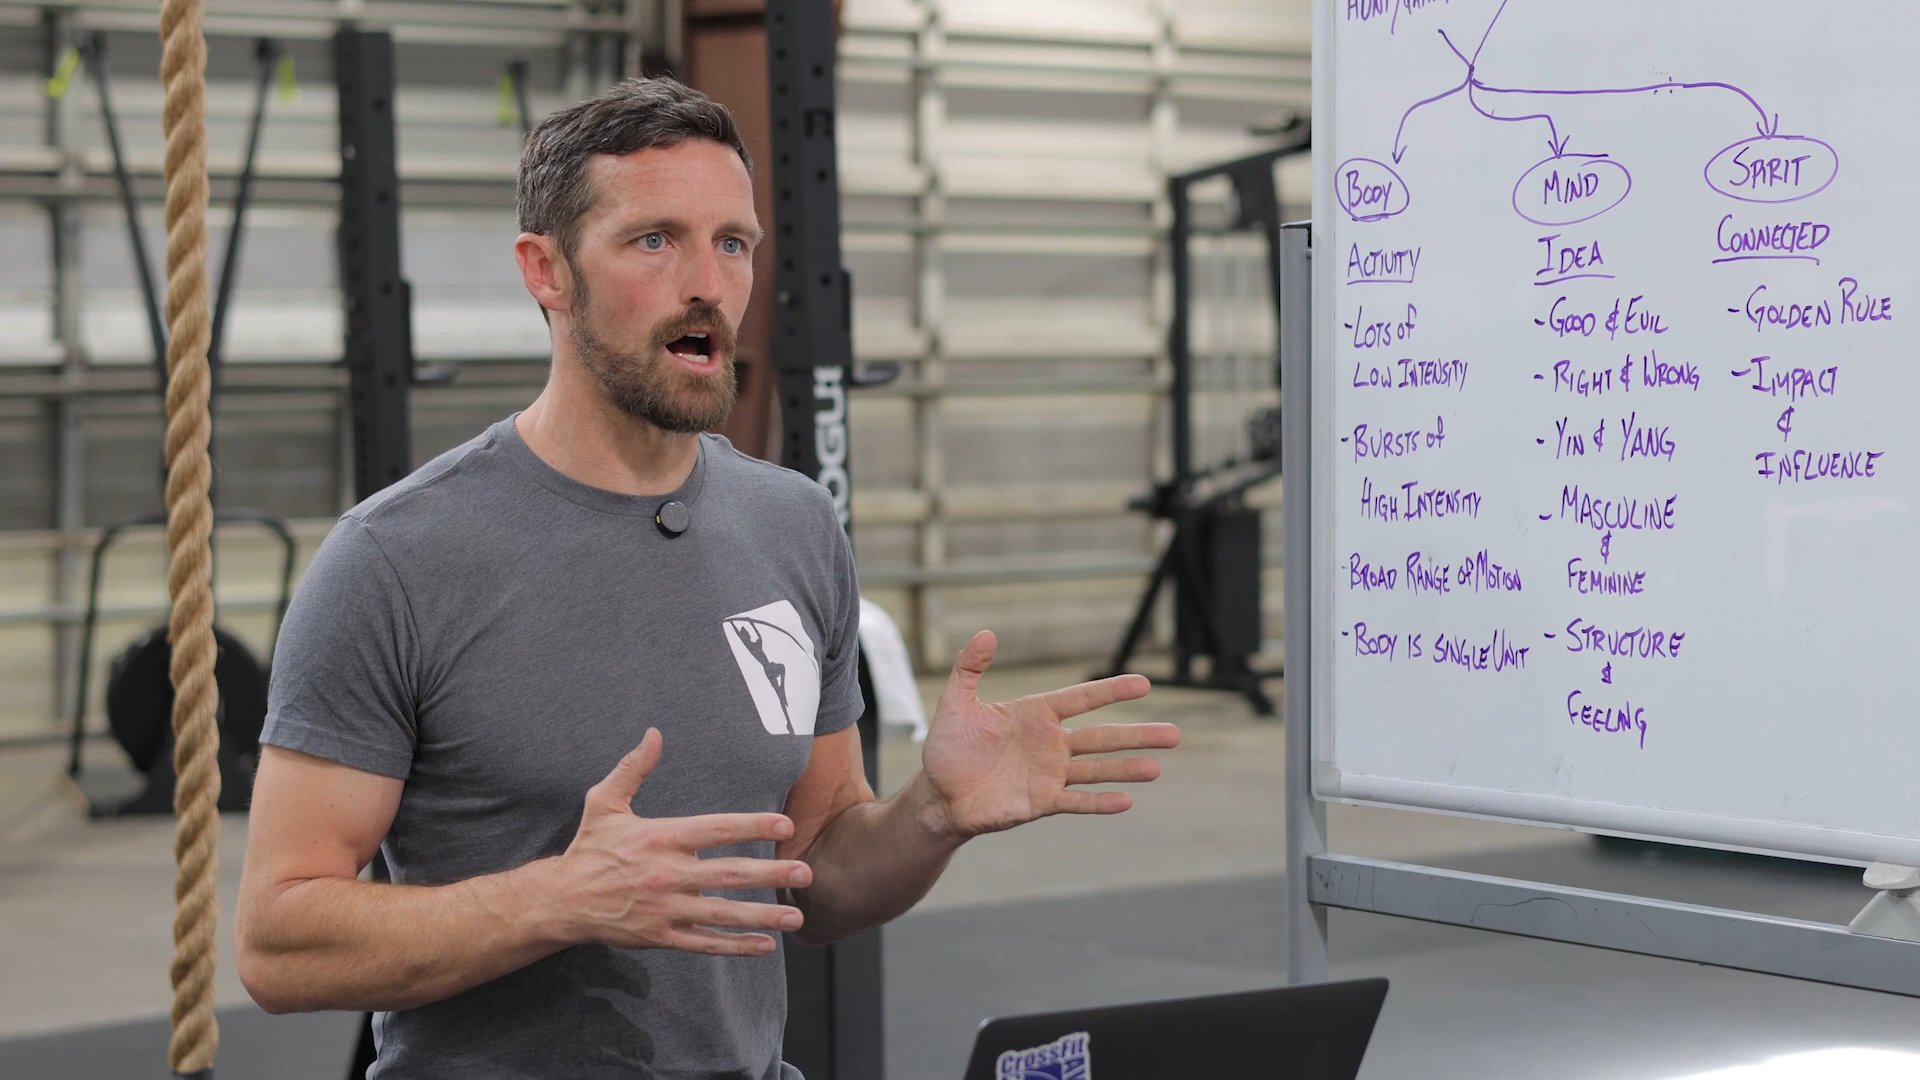 BODY
ACTIVITY
- LOTS OF
LOW INTENSITY
- BURSTS OF
HIGH INTENSITY
- BROAD RANGE OF MOTION
- BODY IS SINGLE UNIT
MIND
IDEA
- GOOD & EVIL
- RIGHT & WRONG
- YIN & YANG
- MASCULINE
&
FEMININE
- STRUCTURE
&
FEELING
SPIRIT
CONNECTED
- GOLDEN RULE
- IMPACT
&
INFLUENCE
CrossFit